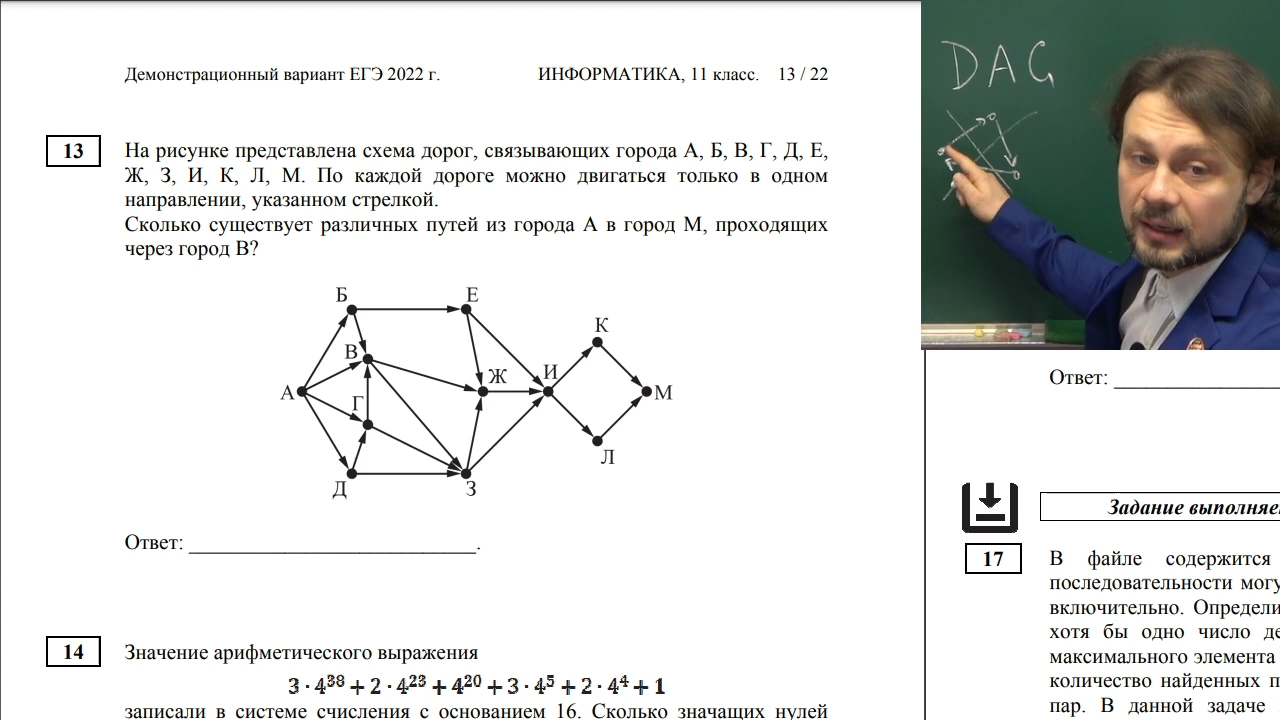 Демонстрационный вариант ЕГЭ 2022 г. ИНФОРМАТИКА, 11 класс. 13 / 22
13
На рисунке представлена схема дорог, связывающих города А, Б, В, Г, Д, Е,
Ж, З, И, К, Л, М. По каждой дороге можно двигаться только в одном
направлении, указанном стрелкой.
Сколько существует различных путей из города А в город М, проходящих
через город В?
Б
Е
К
В
Ж
И
А
М
Г
Л
Д
З
Ответ: ___________________________.
14
Значение арифметического выражения
3 · 4³⁸ + 2 · 4²³ + 4²⁰ + 3 · 4⁵ + 2 · 4⁴ + 1
записали в системе счисления с основанием 16. Сколько значащих нулей
DAG
Ответ: ________________
Задание выполняе
17
В файле содержится
последовательности могу
включительно. Определи
хотя бы одно число де
максимального элемента
количество найденных п
пар. В данной задаче